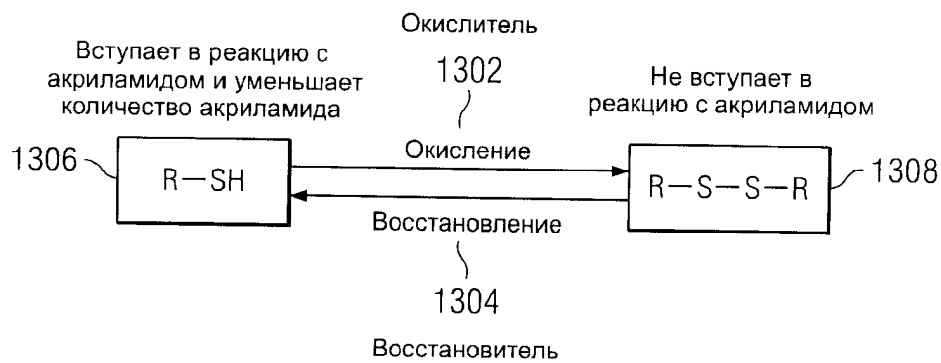 Окислитель
Вступает в реакцию с
акриламидом и уменьшает
количество акриламида
1302
Не вступает в
реакцию с акриламидом
1306
R—SH
Окисление
R—S—S—R
1308
Восстановление
1304
Восстановитель